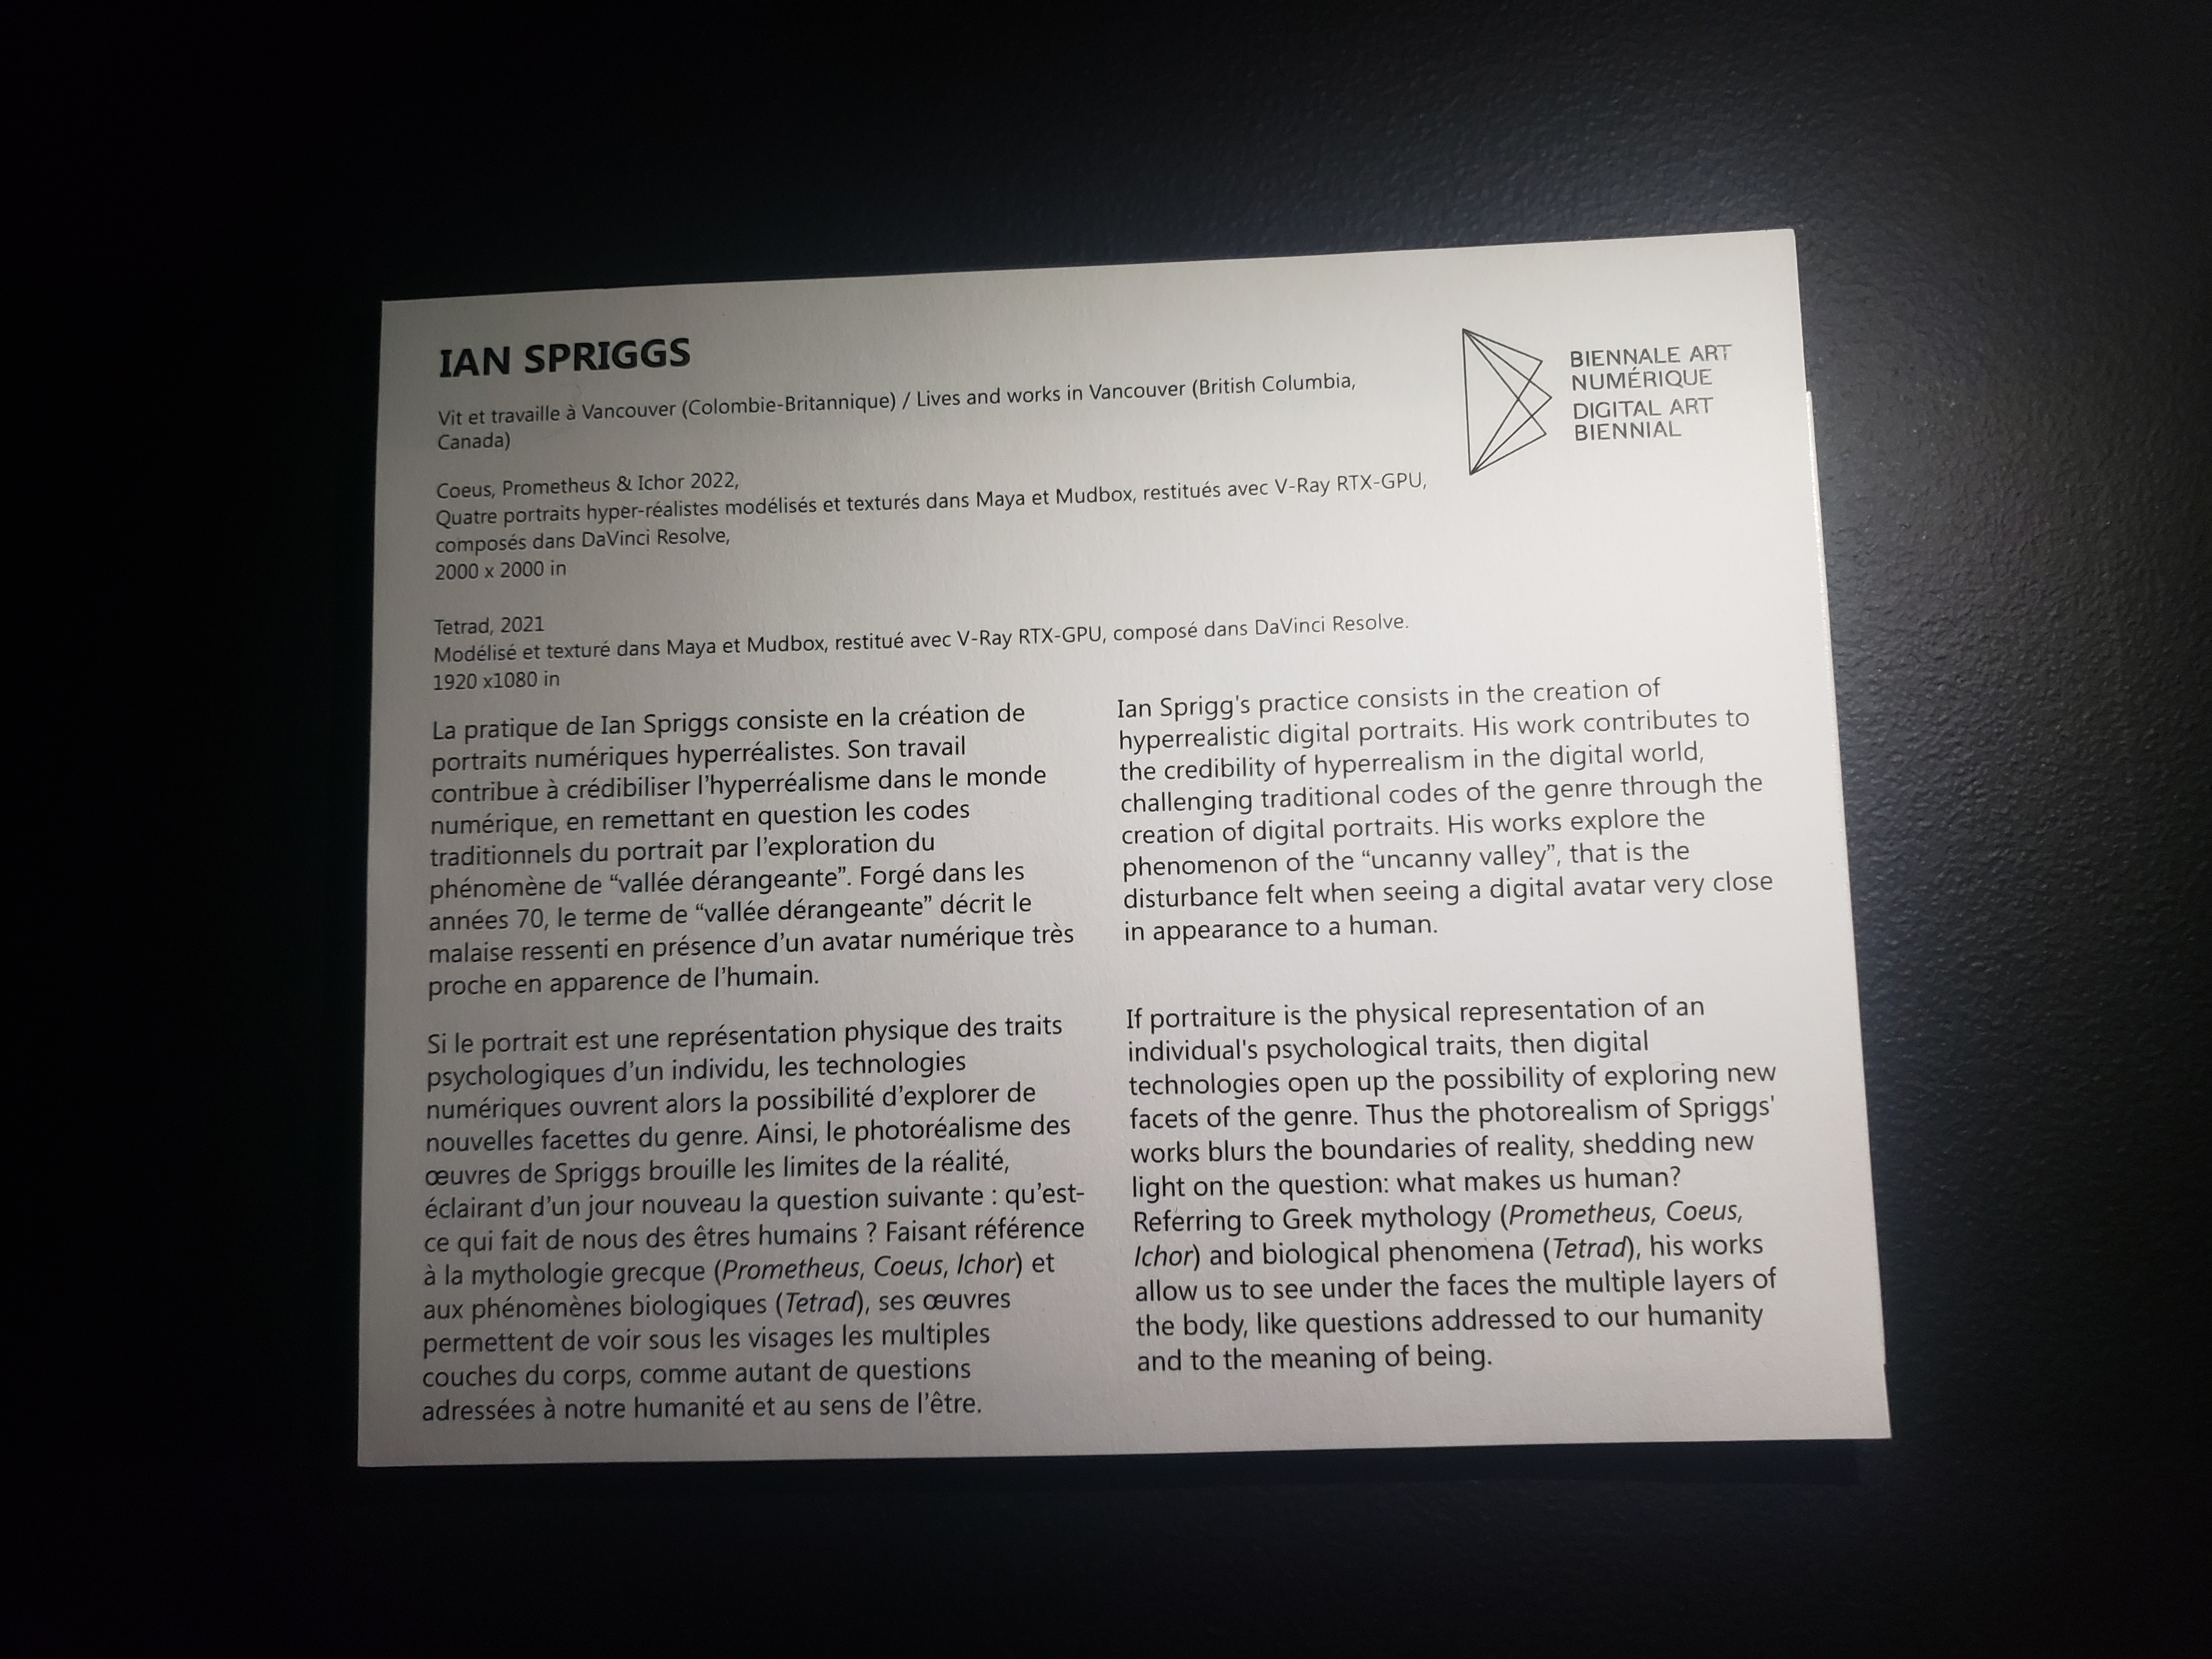 IAN SPRIGGS
Vit et travaille à Vancouver (Colombie-Britannique) / Lives and works in Vancouver (British Columbia,
Canada)
BIENNALE ART
NUMÉRIQUE
DIGITAL ART
BIENNIAL
Coeus, Prometheus & Ichor 2022,
Quatre portraits hyper-réalistes modélisés et texturés dans Maya et Mudbox, restitués avec V-Ray RTX-GPU,
composés dans DaVinci Resolve,
2000 x 2000 in
Tetrad, 2021
Modélisé et texturé dans Maya et Mudbox, restitué avec V-Ray RTX-GPU, composé dans DaVinci Resolve.
1920 x1080 in
La pratique de Ian Spriggs consiste en la création de
portraits numériques hyperréalistes. Son travail
contribue à crédibiliser l'hyperréalisme dans le monde
numérique, en remettant en question les codes
traditionnels du portrait par l'exploration du
phénomène de “vallée dérangeante”. Forgé dans les
années 70, le terme de “vallée dérangeante” décrit le
malaise ressenti en présence d'un avatar numérique très
proche en apparence de l'humain.
Si le portrait est une représentation physique des traits
psychologiques d'un individu, les technologies
numériques ouvrent alors la possibilité d'explorer de
nouvelles facettes du genre. Ainsi, le photoréalisme des
œuvres de Spriggs brouille les limites de la réalité,
éclairant d'un jour nouveau la question suivante : qu'est-
ce qui fait de nous des êtres humains ? Faisant référence
à la mythologie grecque (Prometheus, Coeus, Ichor) et
aux phénomènes biologiques (Tetrad), ses œuvres
permettent de voir sous les visages les multiples
couches du corps, comme autant de questions
adressées à notre humanité et au sens de l'être.
Ian Sprigg's practice consists in the creation of
hyperrealistic digital portraits. His work contributes to
the credibility of hyperrealism in the digital world,
challenging traditional codes of the genre through the
creation of digital portraits. His works explore the
phenomenon of the “uncanny valley”, that is the
disturbance felt when seeing a digital avatar very close
in appearance to a human.
If portraiture is the physical representation of an
individual's psychological traits, then digital
technologies open up the possibility of exploring new
facets of the genre. Thus the photorealism of Spriggs'
works blurs the boundaries of reality, shedding new
light on the question: what makes us human?
Referring to Greek mythology (Prometheus, Coeus,
Ichor) and biological phenomena (Tetrad), his works
allow us to see under the faces the multiple layers of
the body, like questions addressed to our humanity
and to the meaning of being.